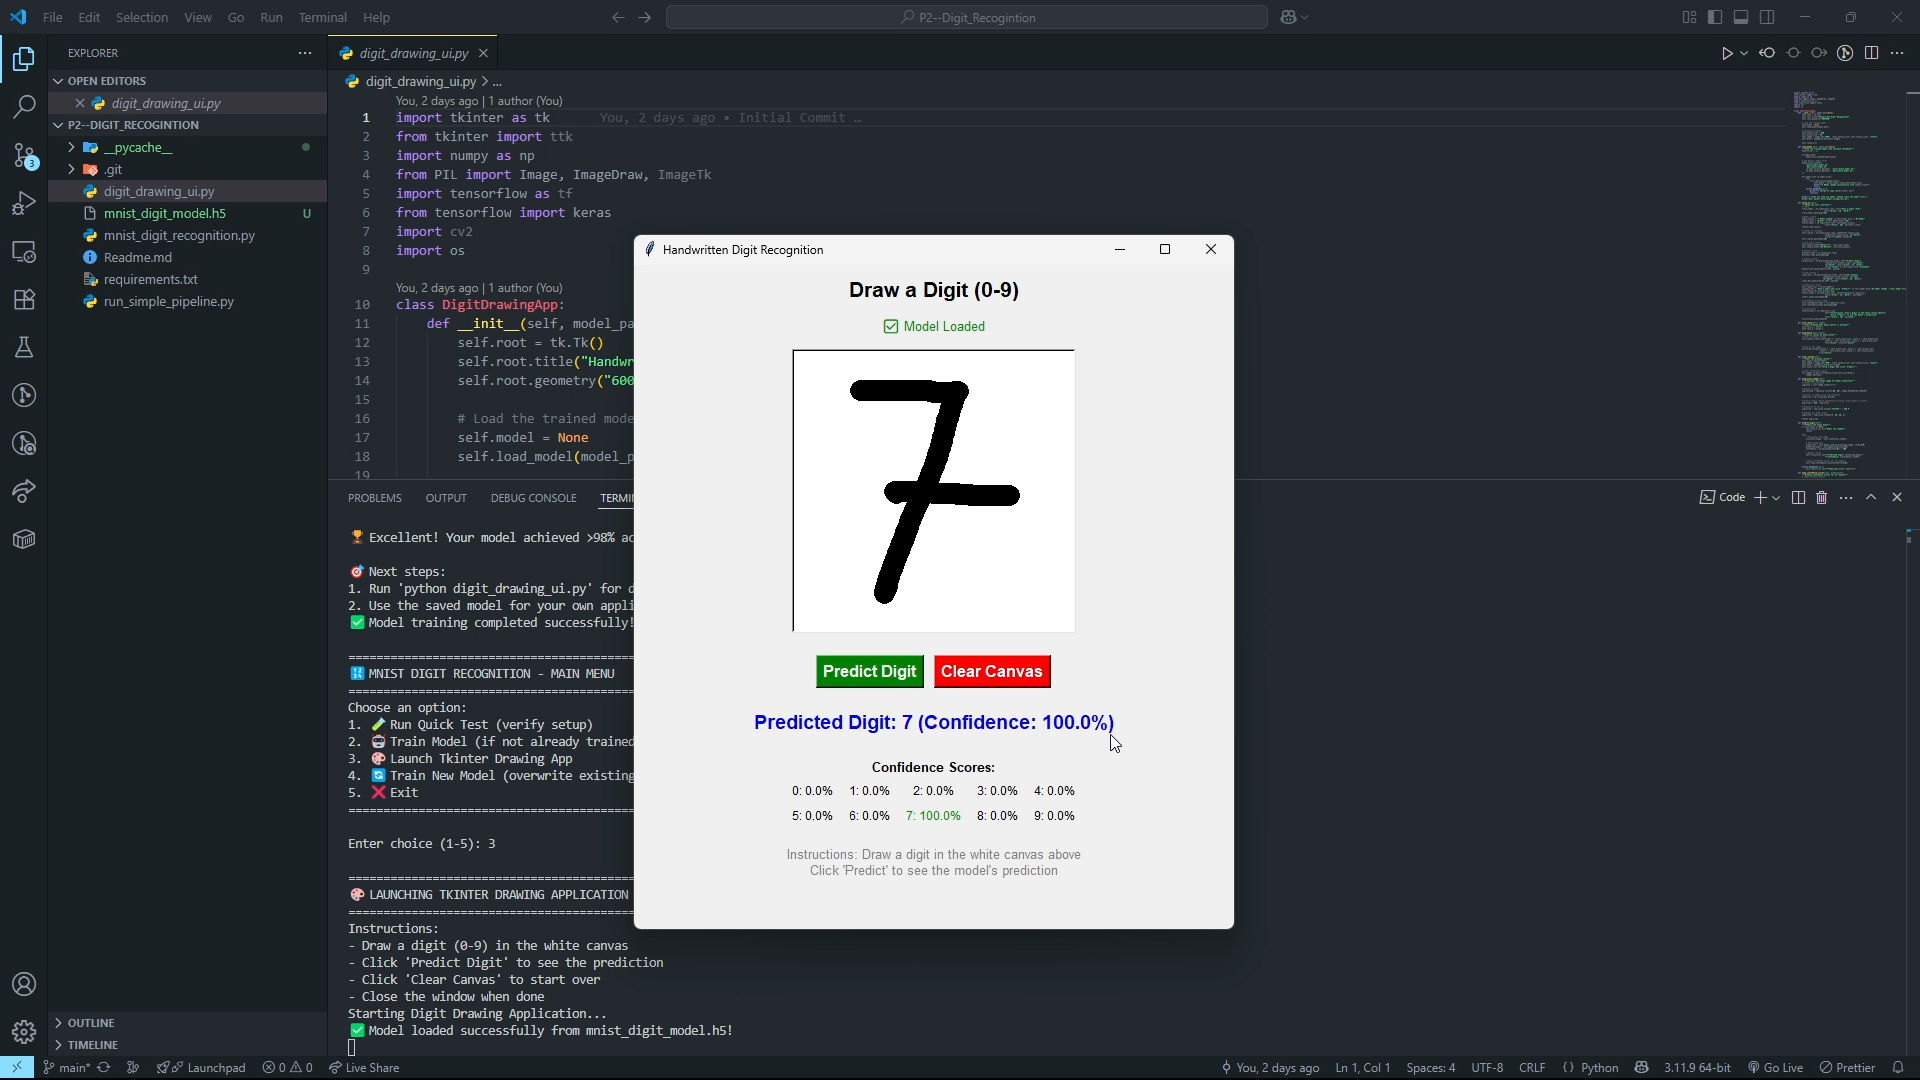 File Edit Selection View Go Run Terminal Help
P2--Digit_Recogintion
EXPLORER
OPEN EDITORS
digit_drawing_ui.py
P2--DIGIT_RECOGINTION
__pycache__
.git
digit_drawing_ui.py
mnist_digit_model.h5 U
mnist_digit_recognition.py
Readme.md
requirements.txt
run_simple_pipeline.py
OUTLINE
TIMELINE
3
digit_drawing_ui.py
digit_drawing_ui.py > ...
You, 2 days ago | 1 author (You)
1 import tkinter as tk You, 2 days ago • Initial Commit …
2 from tkinter import ttk
3 import numpy as np
4 from PIL import Image, ImageDraw, ImageTk
5 import tensorflow as tf
6 from tensorflow import keras
7 import cv2
8 import os
9
You, 2 days ago | 1 author (You)
10 class DigitDrawingApp:
11 def __init__(self, model_pa
12 self.root = tk.Tk()
13 self.root.title("Handwr
14 self.root.geometry("600
15
16 # Load the trained mode
17 self.model = None
18 self.load_model(model_p
19
PROBLEMS OUTPUT DEBUG CONSOLE TERMI
Code
🏆 Excellent! Your model achieved >98% ac
🎯 Next steps:
1. Run 'python digit_drawing_ui.py' for d
2. Use the saved model for your own appli
✅ Model training completed successfully!
==========================================
🔢 MNIST DIGIT RECOGNITION - MAIN MENU
==========================================
Choose an option:
1. 🧪 Run Quick Test (verify setup)
2. 🤖 Train Model (if not already trained
3. 🎨 Launch Tkinter Drawing App
4. 🔄 Train New Model (overwrite existing
5. ❌ Exit
==========================================
Enter choice (1-5): 3
==========================================
🎨 LAUNCHING TKINTER DRAWING APPLICATION
==========================================
Instructions:
- Draw a digit (0-9) in the white canvas
- Click 'Predict Digit' to see the prediction
- Click 'Clear Canvas' to start over
- Close the window when done
Starting Digit Drawing Application...
✅ Model loaded successfully from mnist_digit_model.h5!
Handwritten Digit Recognition
Draw a Digit (0-9)
Model Loaded
7
Predict Digit Clear Canvas
Predicted Digit: 7 (Confidence: 100.0%)
Confidence Scores:
0: 0.0% 1: 0.0% 2: 0.0% 3: 0.0% 4: 0.0%
5: 0.0% 6: 0.0% 7: 100.0% 8: 0.0% 9: 0.0%
Instructions: Draw a digit in the white canvas above
Click 'Predict' to see the model's prediction
main* Launchpad 0 0 Live Share You, 2 days ago Ln 1, Col 1 Spaces: 4 UTF-8 CRLF {} Python 3.11.9 64-bit Go Live Prettier